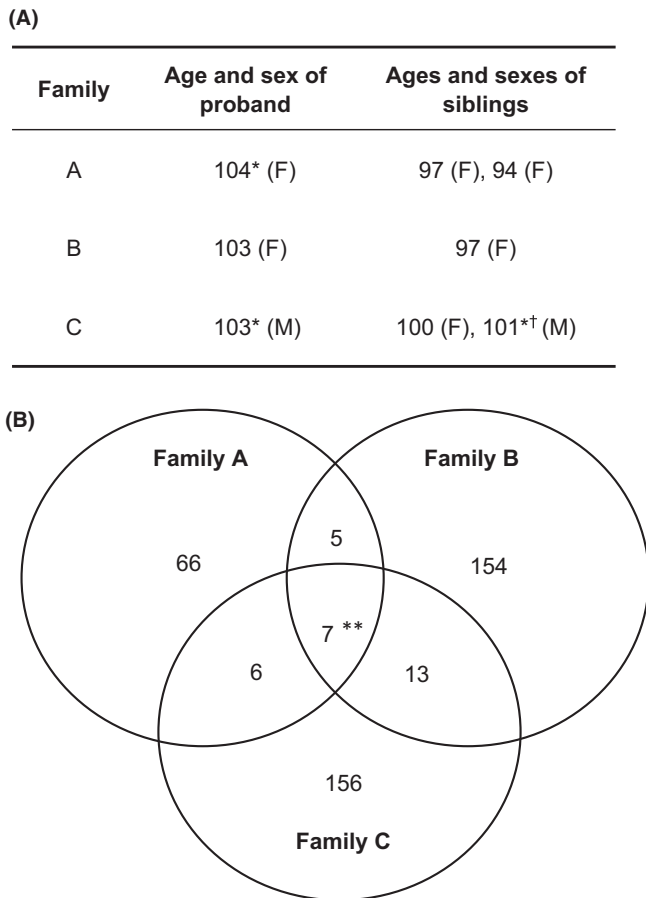 (A)
Family Age and sex of proband Ages and sexes of siblings
A 104* (F) 97 (F), 94 (F)
B 103 (F) 97 (F)
C 103* (M) 100 (F), 101*† (M)
(B)
Family A Family B
5
66 154
7 **
6 13
156
Family C